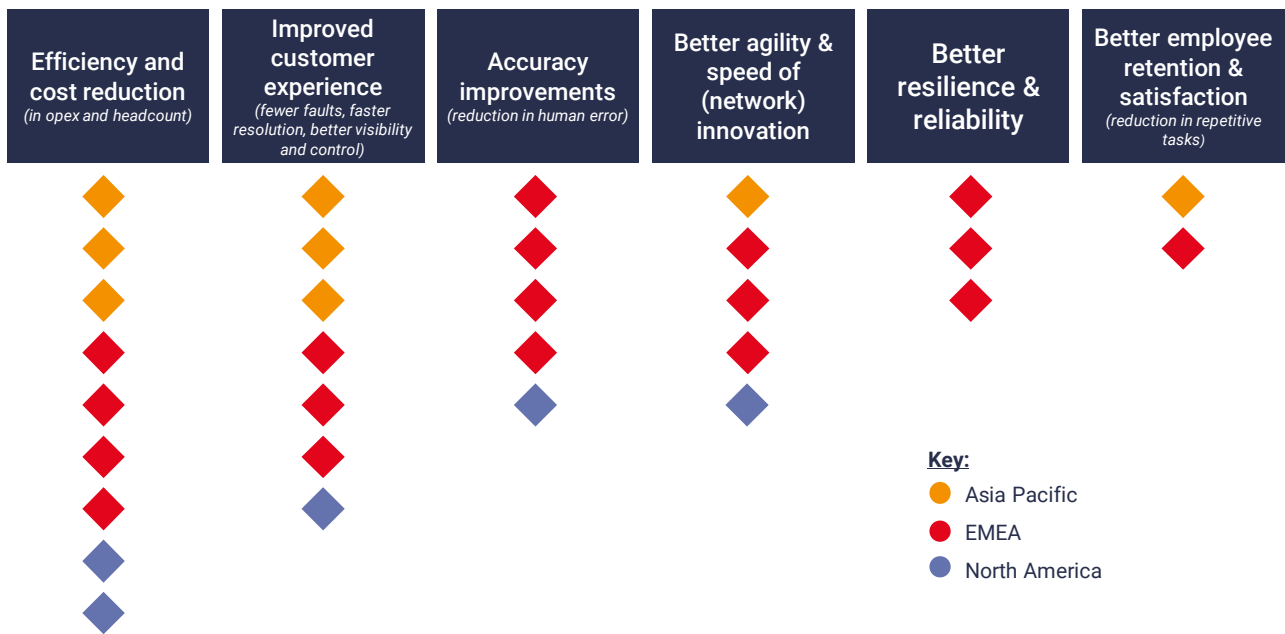 Efficiency and
cost reduction
(in opex and headcount)
Improved
customer
experience
(fewer faults, faster
resolution, better visibility
and control)
Accuracy
improvements
(reduction in human error)
Better agility &
speed of
(network)
innovation
Better
resilience &
reliability
Better employee
retention &
satisfaction
(reduction in repetitive
tasks)
Key:
Asia Pacific
EMEA
North America